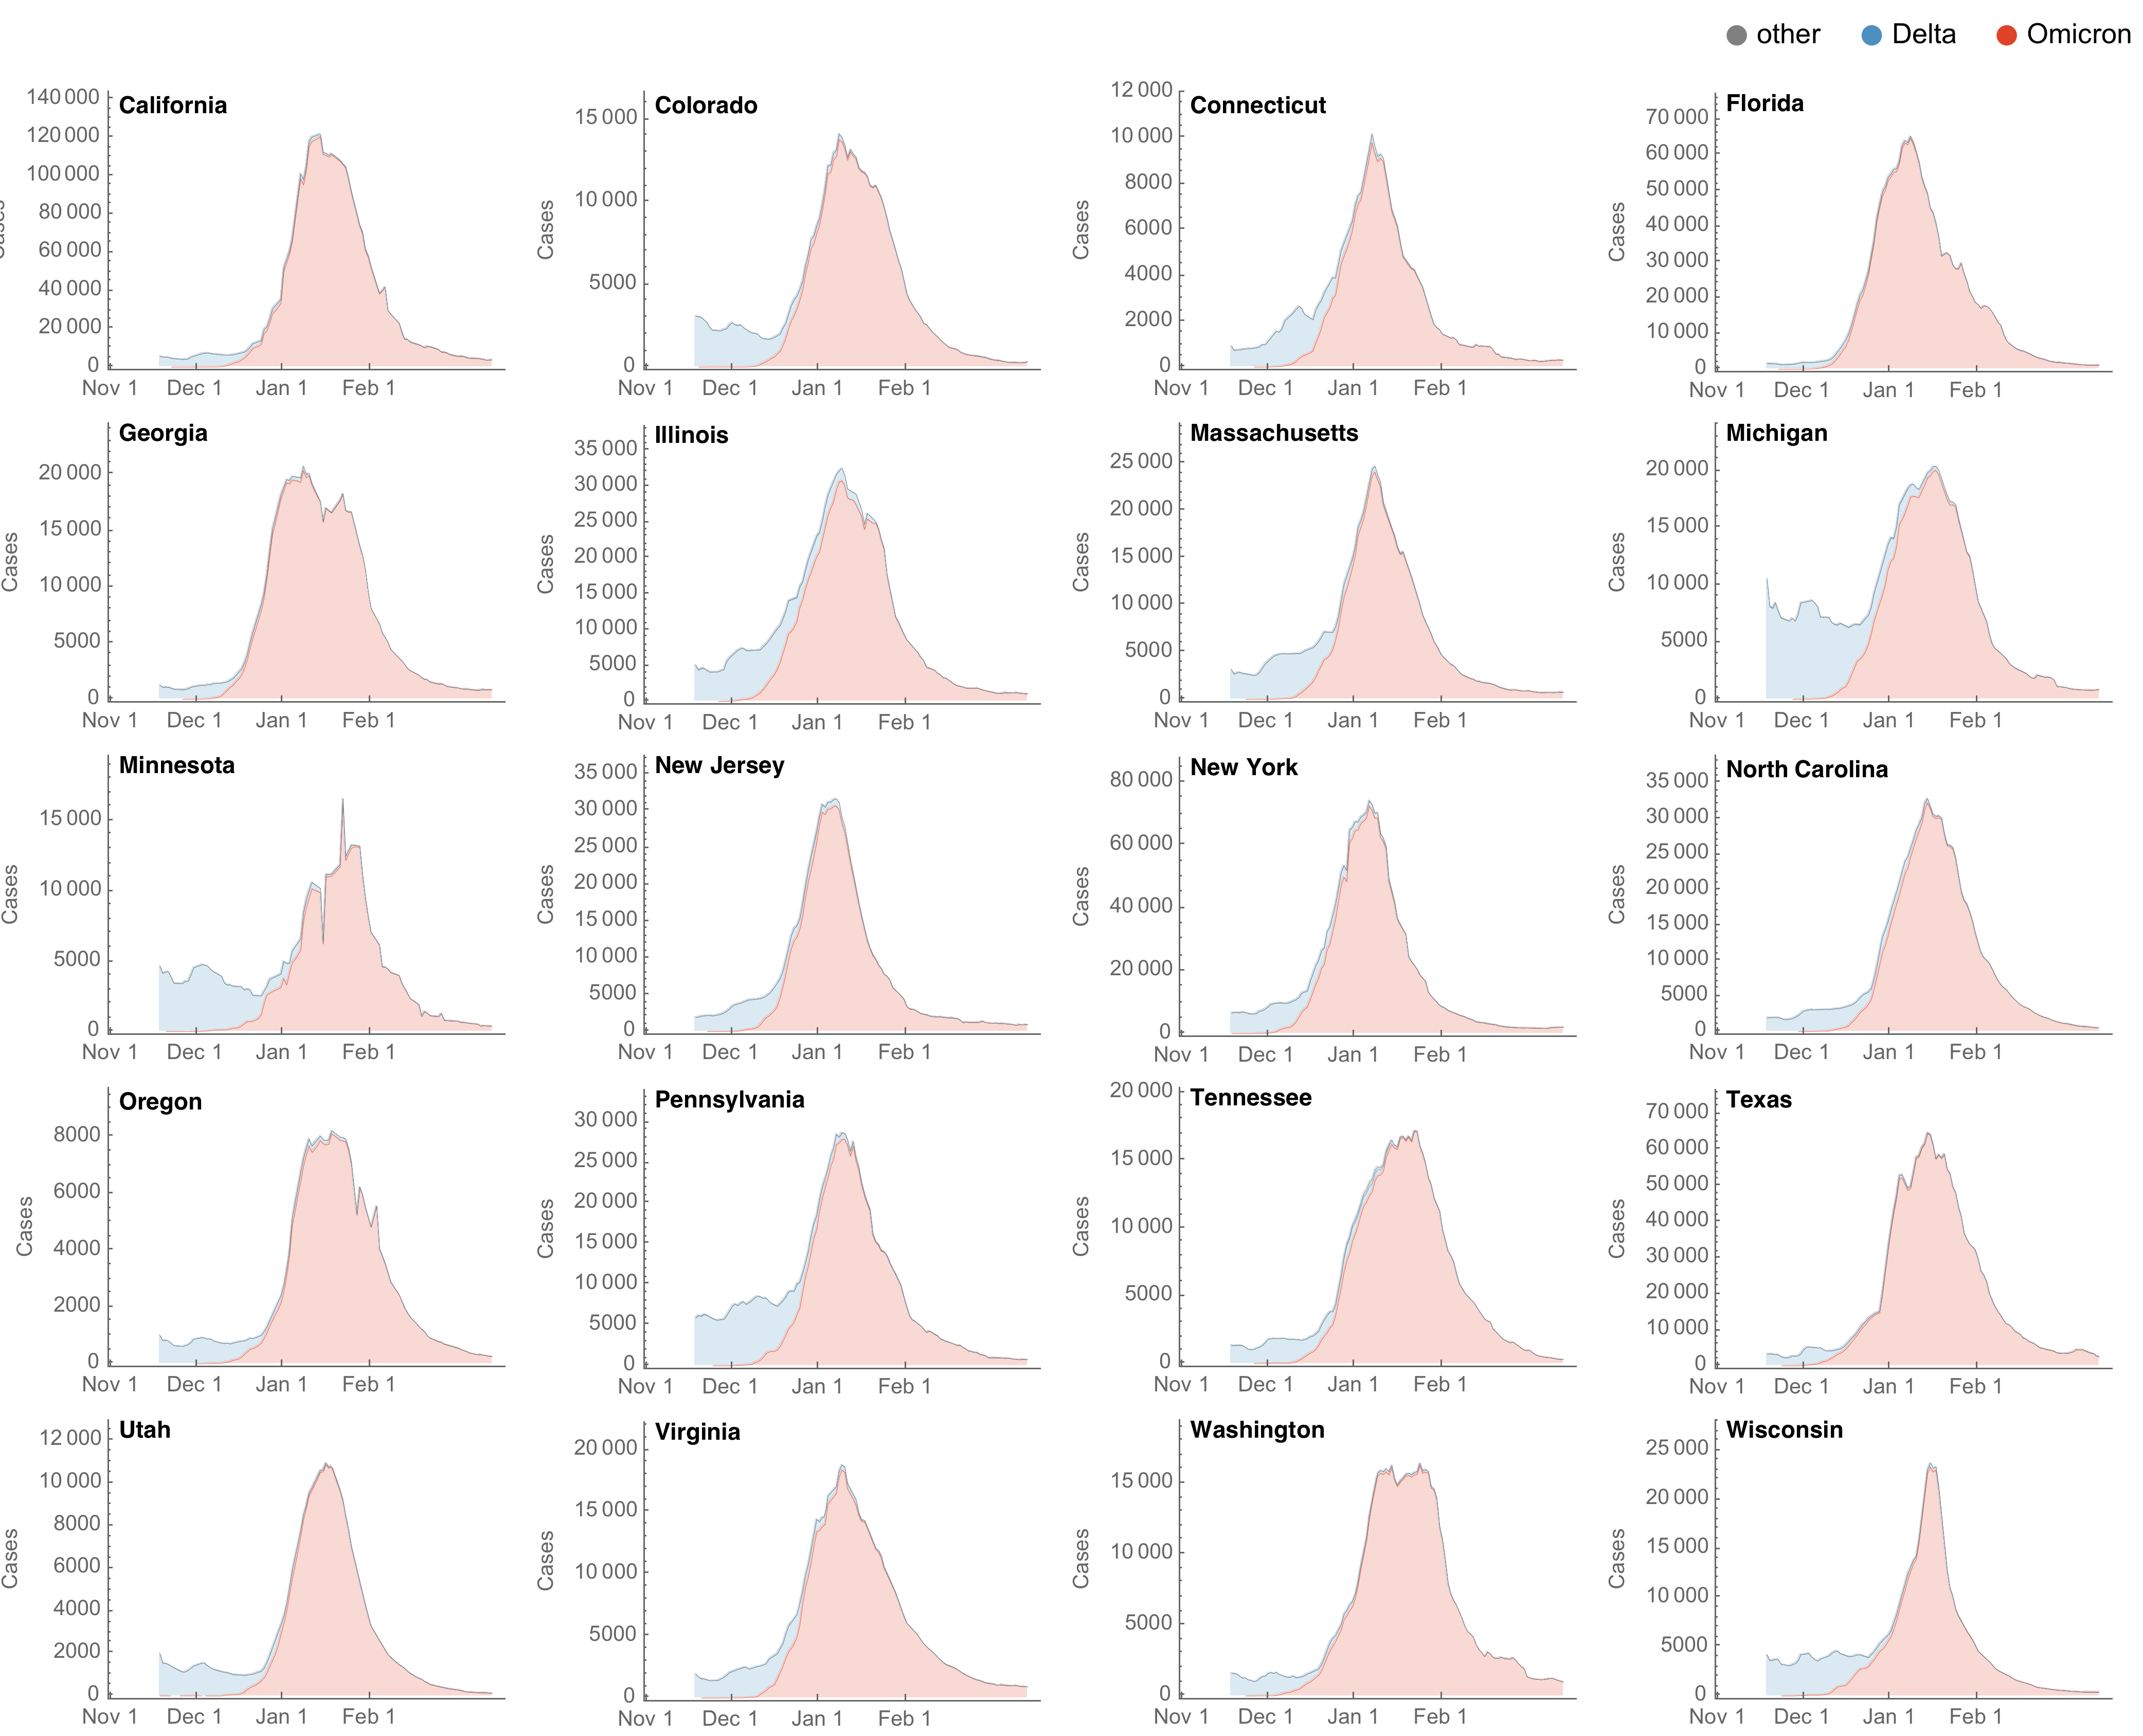 other Delta Omicron
California
140 000
120 000
100 000
80 000
60 000
40 000
20 000
0
Cases
Nov 1 Dec 1 Jan 1 Feb 1
Colorado
15 000
10 000
5000
0
Cases
Nov 1 Dec 1 Jan 1 Feb 1
Connecticut
12 000
10 000
8000
6000
4000
2000
0
Cases
Nov 1 Dec 1 Jan 1 Feb 1
Florida
70 000
60 000
50 000
40 000
30 000
20 000
10 000
0
Cases
Nov 1 Dec 1 Jan 1 Feb 1
Georgia
20 000
15 000
10 000
5000
0
Cases
Nov 1 Dec 1 Jan 1 Feb 1
Illinois
35 000
30 000
25 000
20 000
15 000
10 000
5000
0
Cases
Nov 1 Dec 1 Jan 1 Feb 1
Massachusetts
25 000
20 000
15 000
10 000
5000
0
Cases
Nov 1 Dec 1 Jan 1 Feb 1
Michigan
20 000
15 000
10 000
5000
0
Cases
Nov 1 Dec 1 Jan 1 Feb 1
Minnesota
15 000
10 000
5000
0
Cases
Nov 1 Dec 1 Jan 1 Feb 1
New Jersey
35 000
30 000
25 000
20 000
15 000
10 000
5000
0
Cases
Nov 1 Dec 1 Jan 1 Feb 1
New York
80 000
60 000
40 000
20 000
0
Cases
Nov 1 Dec 1 Jan 1 Feb 1
North Carolina
35 000
30 000
25 000
20 000
15 000
10 000
5000
0
Cases
Nov 1 Dec 1 Jan 1 Feb 1
Oregon
8000
6000
4000
2000
0
Cases
Nov 1 Dec 1 Jan 1 Feb 1
Pennsylvania
30 000
25 000
20 000
15 000
10 000
5000
0
Cases
Nov 1 Dec 1 Jan 1 Feb 1
Tennessee
20 000
15 000
10 000
5000
0
Cases
Nov 1 Dec 1 Jan 1 Feb 1
Texas
70 000
60 000
50 000
40 000
30 000
20 000
10 000
0
Cases
Nov 1 Dec 1 Jan 1 Feb 1
Utah
12 000
10 000
8000
6000
4000
2000
0
Cases
Nov 1 Dec 1 Jan 1 Feb 1
Virginia
20 000
15 000
10 000
5000
0
Cases
Nov 1 Dec 1 Jan 1 Feb 1
Washington
15 000
10 000
5000
0
Cases
Nov 1 Dec 1 Jan 1 Feb 1
Wisconsin
25 000
20 000
15 000
10 000
5000
0
Cases
Nov 1 Dec 1 Jan 1 Feb 1